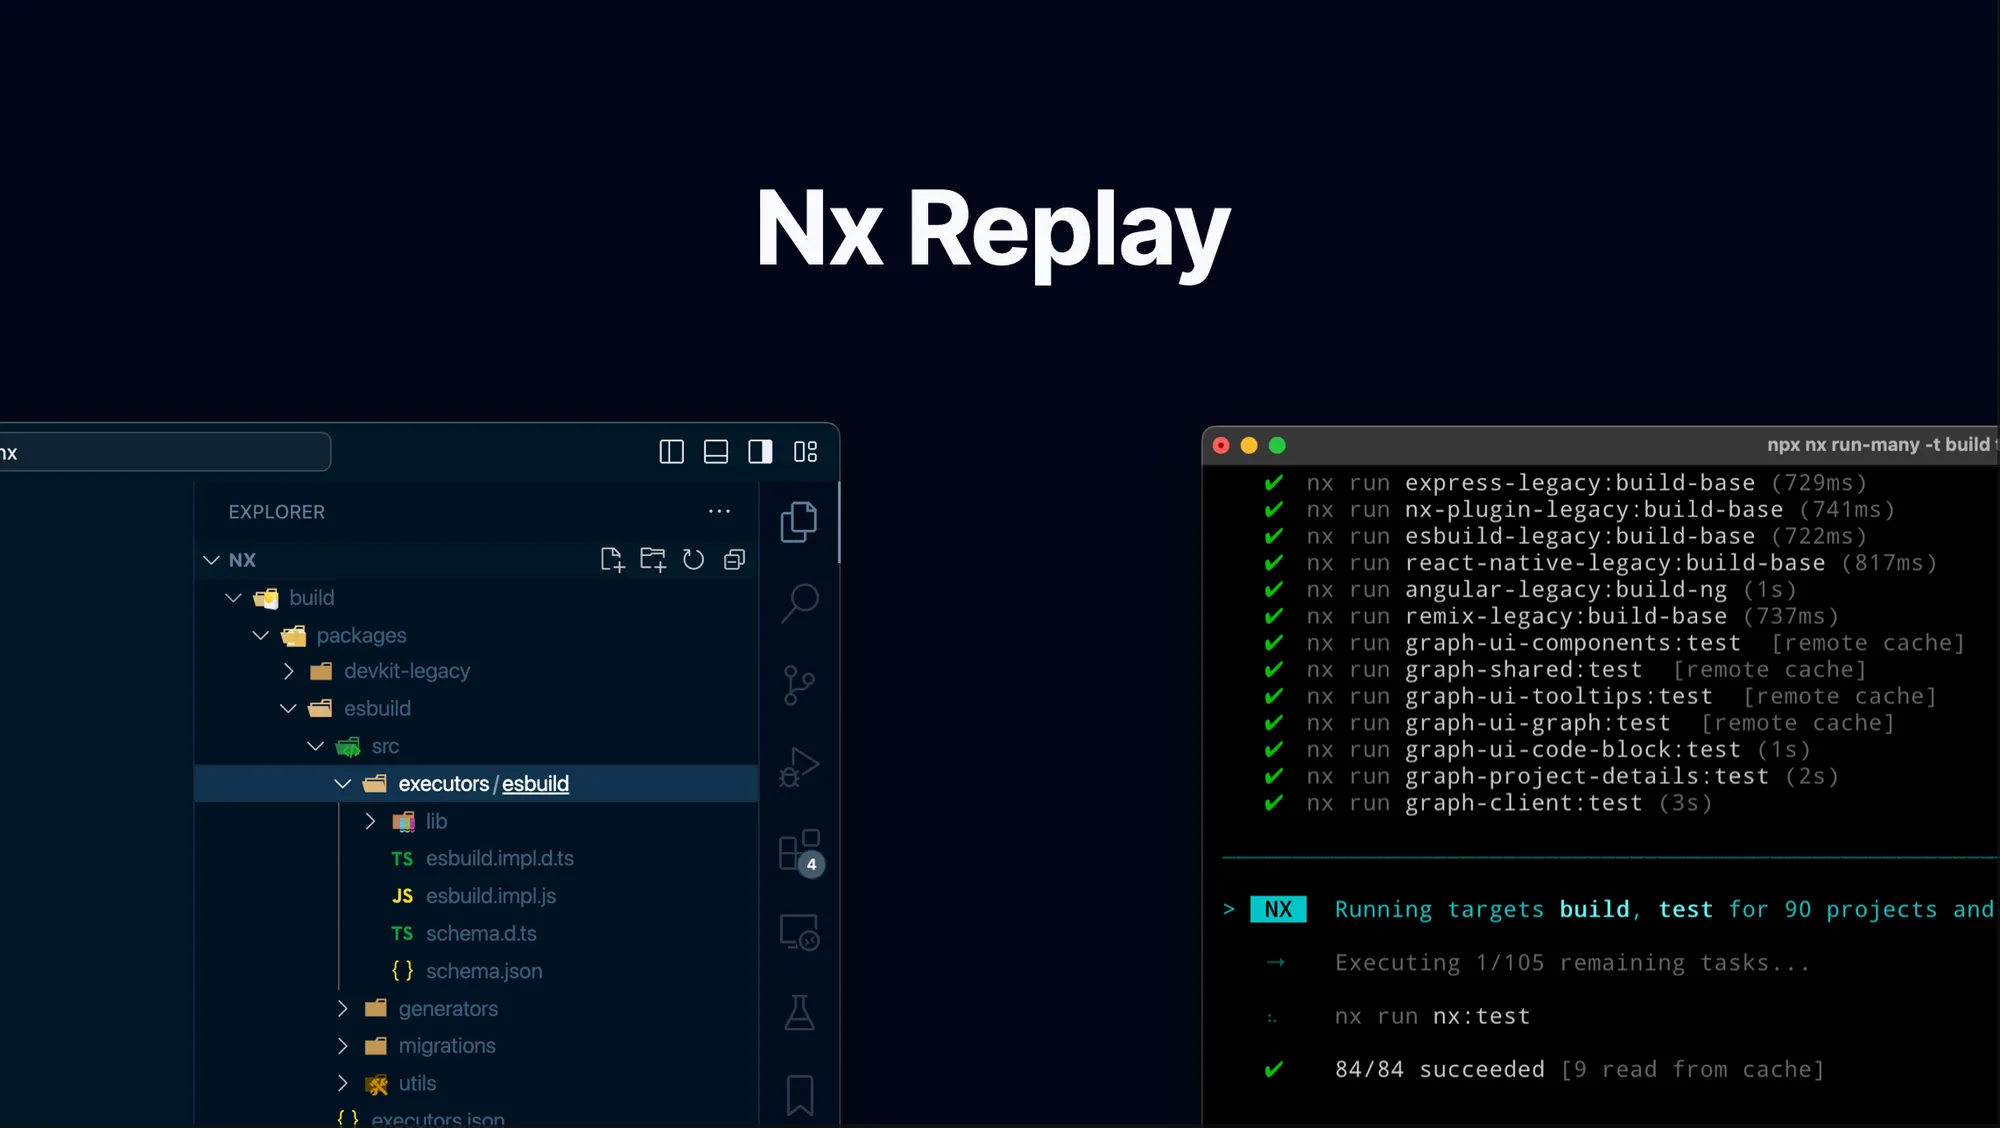 Nx Replay
nx
EXPLORER
NX
build
packages
devkit-legacy
esbuild
src
executors/esbuild
lib
TS esbuild.impl.d.ts
JS esbuild.impl.js
TS schema.d.ts
{} schema.json
generators
migrations
utils
{} executors.json
4
npx nx run-many -t build
✔ nx run express-legacy:build-base (729ms)
✔ nx run nx-plugin-legacy:build-base (741ms)
✔ nx run esbuild-legacy:build-base (722ms)
✔ nx run react-native-legacy:build-base (817ms)
✔ nx run angular-legacy:build-ng (1s)
✔ nx run remix-legacy:build-base (737ms)
✔ nx run graph-ui-components:test [remote cache]
✔ nx run graph-shared:test [remote cache]
✔ nx run graph-ui-tooltips:test [remote cache]
✔ nx run graph-ui-graph:test [remote cache]
✔ nx run graph-ui-code-block:test (1s)
✔ nx run graph-project-details:test (2s)
✔ nx run graph-client:test (3s)
> NX Running targets build, test for 90 projects and
→ Executing 1/105 remaining tasks...
nx run nx:test
✔ 84/84 succeeded [9 read from cache]